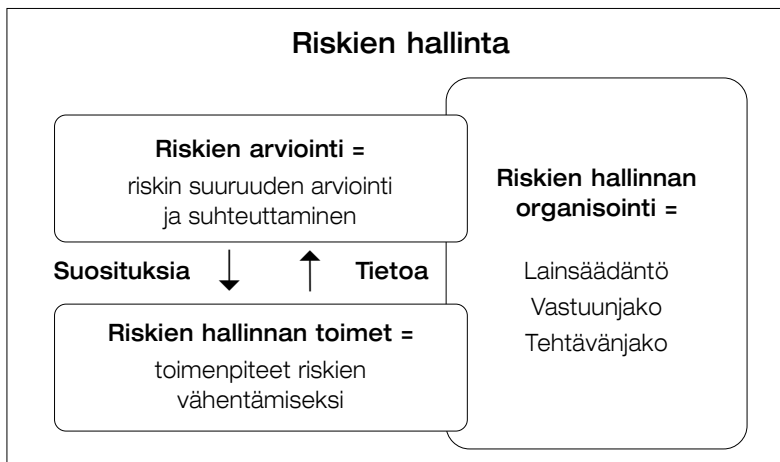 Riskien hallinta
Riskien arviointi =
riskin suuruuden arviointi
ja suhteuttaminen
Suosituksia
Tietoa
Riskien hallinnan toimet =
toimenpiteet riskien
vähentämiseksi
Riskien hallinnan
organisointi =
Lainsäädäntö
Vastuunjako
Tehtävänjako